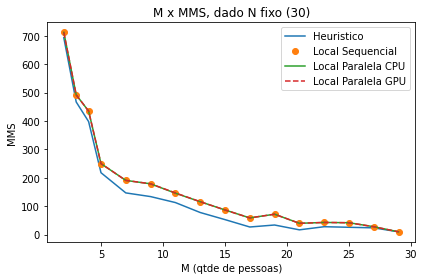 M x MMS, dado N fixo (30)
Heuristico
Local Sequencial
Local Paralela CPU
Local Paralela GPU
MMS
700
600
500
400
300
200
100
0
5
10
15
20
25
30
M (qtde de pessoas)